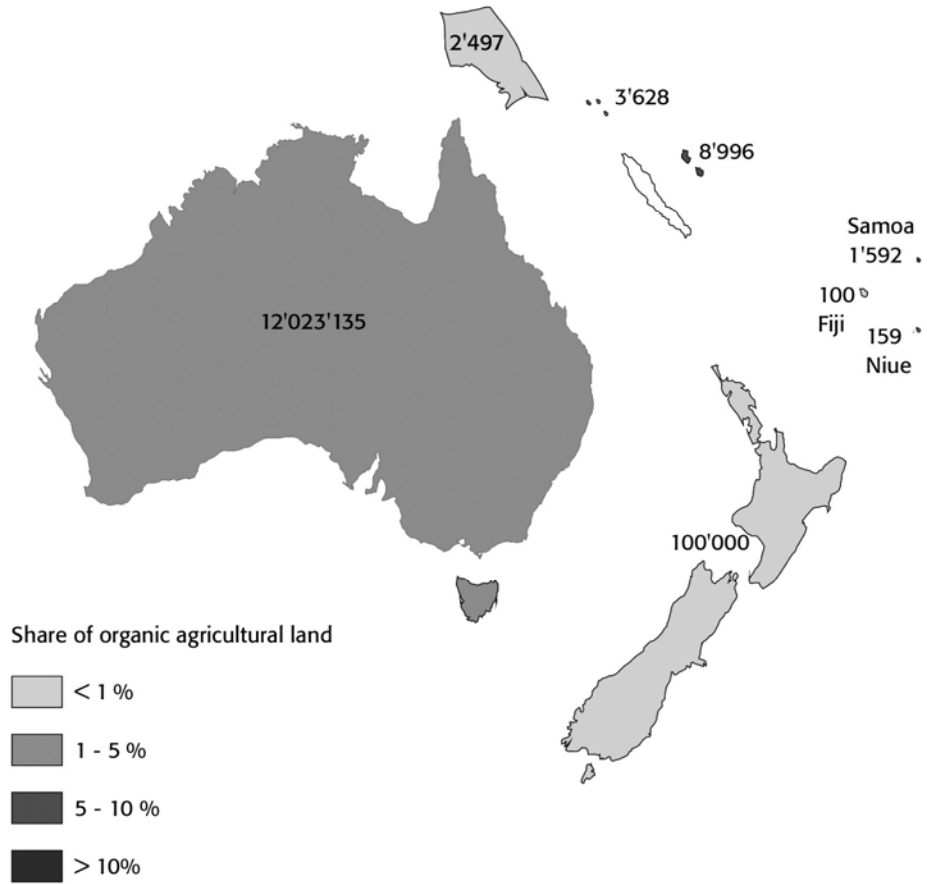 2'497
3'628
8'996
Samoa
1'592
12'023'135
100
Fiji
159
Niue
100'000
Share of organic agricultural land
< 1 %
1 - 5 %
5 - 10 %
> 10%